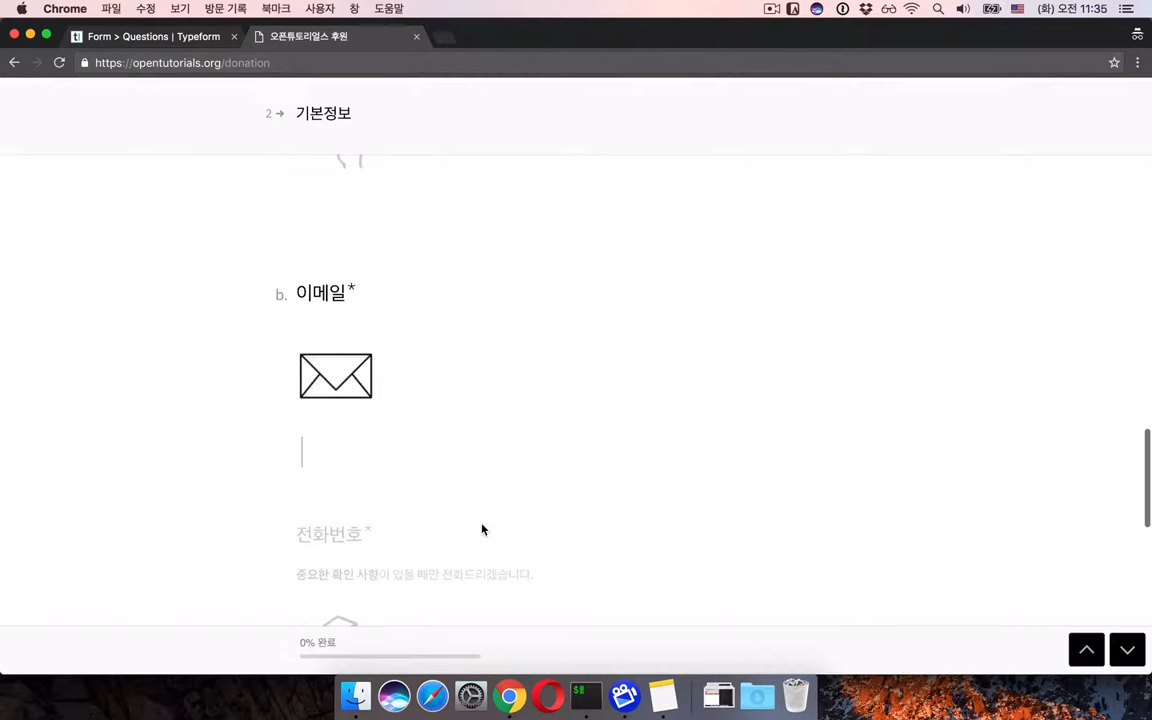 Chrome 파일 수정 보기 방문 기록 북마크 사용자 창 도움말 (화) 오전 11:35
Form > Questions | Typeform × 오픈튜토리얼스 후원 ×
https://opentutorials.org/donation
2 → 기본정보
b. 이메일*
전화번호*
중요한 확인 사항이 있을 때만 전화드리겠습니다.
0% 완료